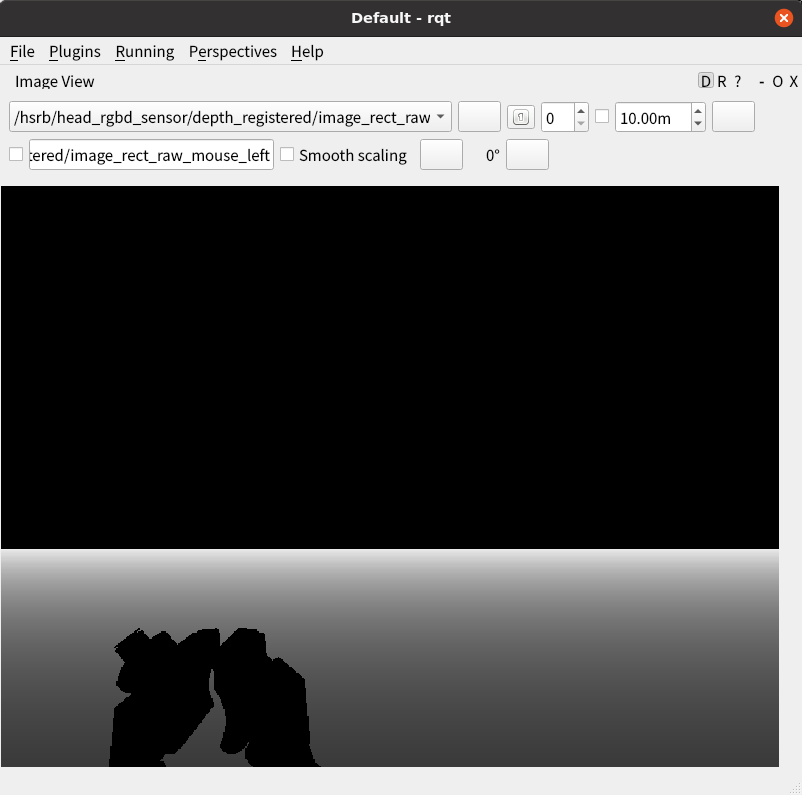 Default - rqt
File Plugins Running Perspectives Help
Image View D R ? - O X
/hsrb/head_rgbd_sensor/depth_registered/image_rect_raw 0 10.00m
tered/image_rect_raw_mouse_left Smooth scaling 0°